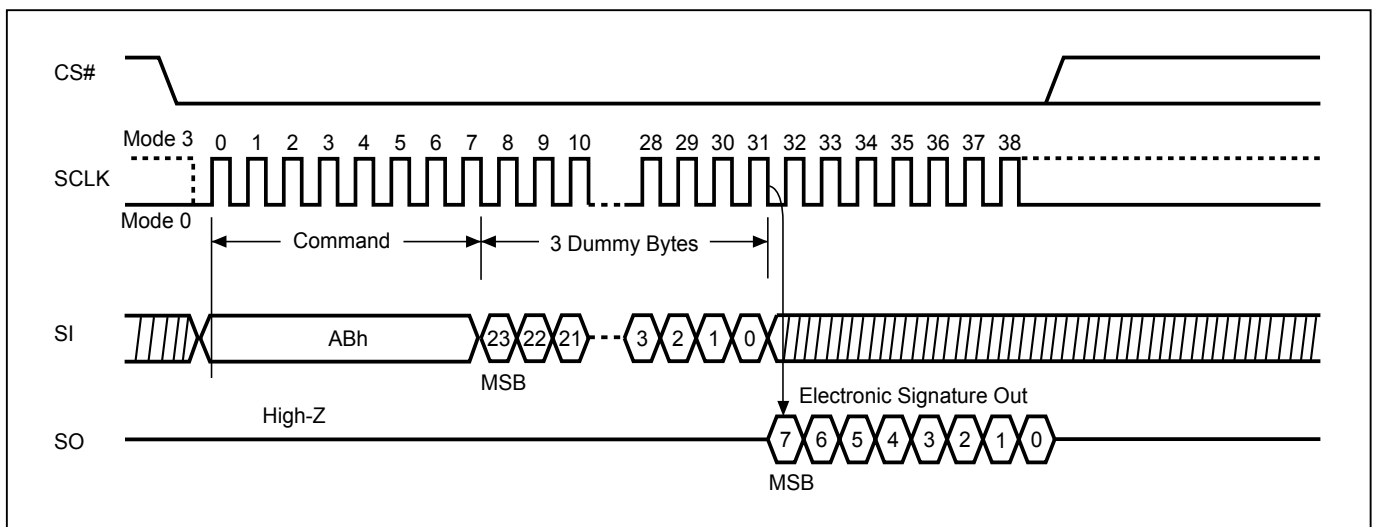 CS#
Mode 3
0 1 2 3 4 5 6 7 8 9 10 28 29 30 31 32 33 34 35 36 37 38
SCLK
Mode 0
Command
3 Dummy Bytes
SI
ABh
23 22 21 3 2 1 0
MSB
Electronic Signature Out
High-Z
SO
7 6 5 4 3 2 1 0
MSB